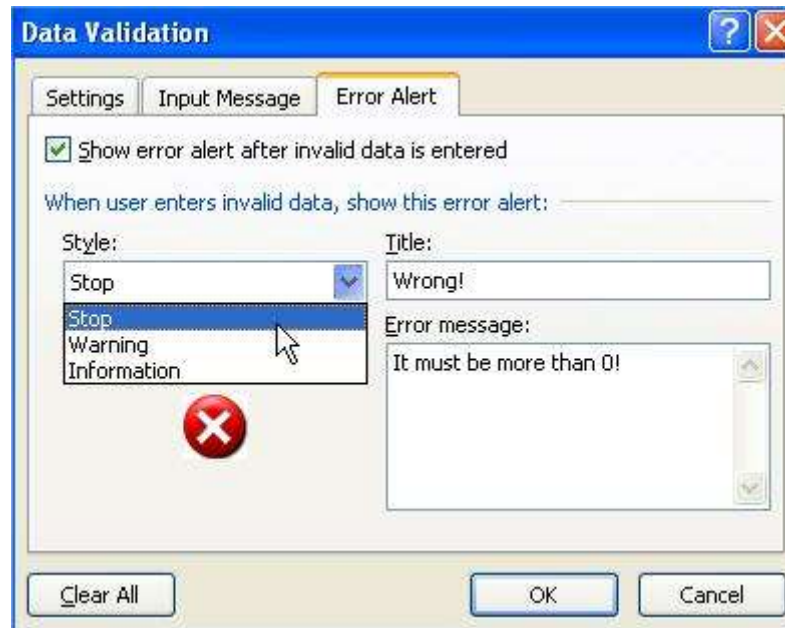 Data Validation
Settings
Input Message
Error Alert
Show error alert after invalid data is entered
When user enters invalid data, show this error alert:
Style:
Stop
Stop
Warning
Information
Title:
Wrong!
Error message:
It must be more than 0!
Clear All
OK
Cancel